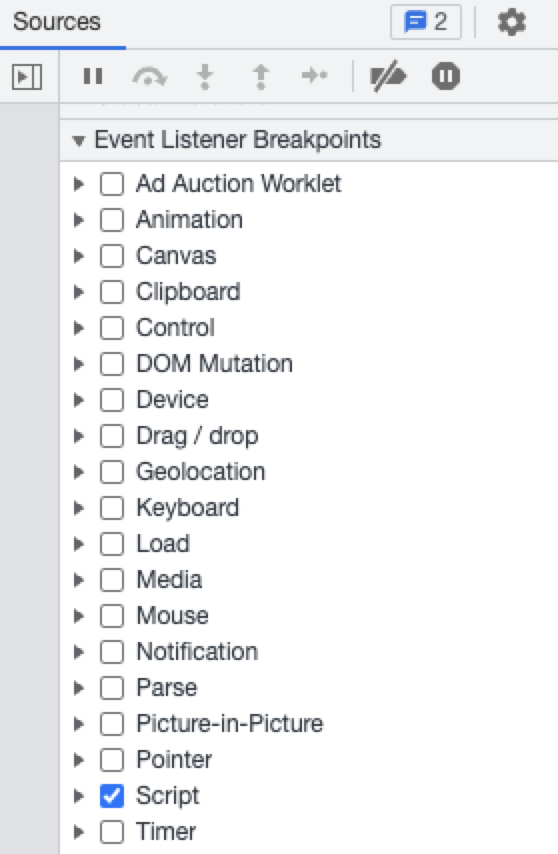 Sources
2
Event Listener Breakpoints
Ad Auction Worklet
Animation
Canvas
Clipboard
Control
DOM Mutation
Device
Drag / drop
Geolocation
Keyboard
Load
Media
Mouse
Notification
Parse
Picture-in-Picture
Pointer
Script
Timer